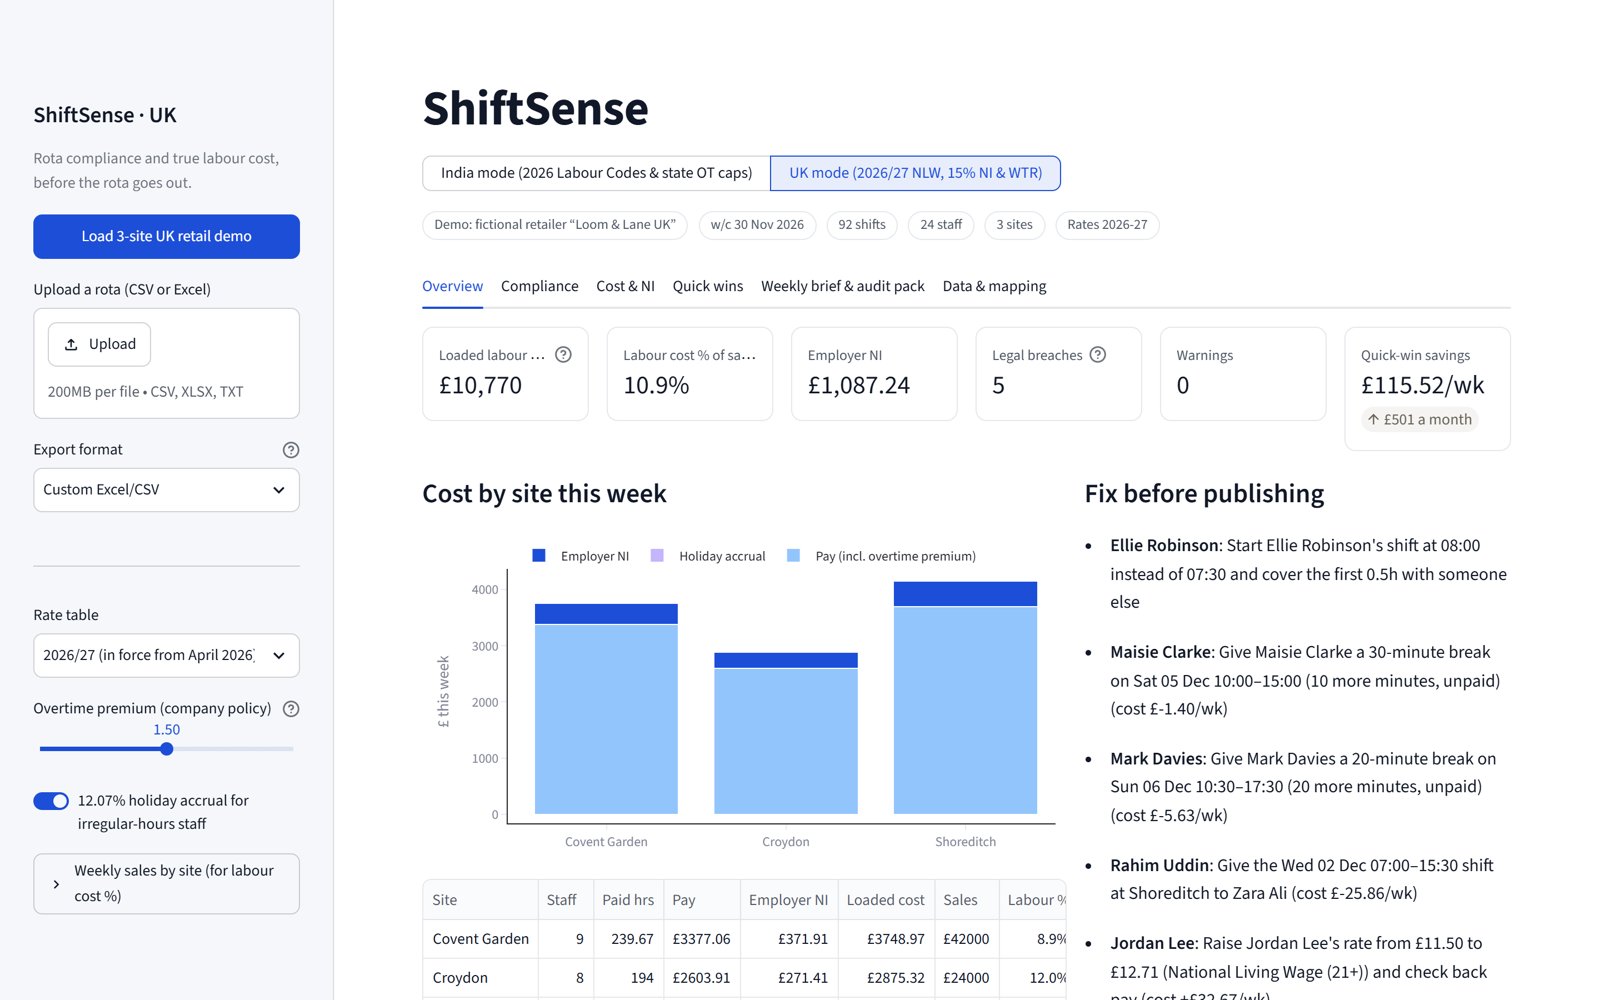 ShiftSense · UK
Rota compliance and true labour cost,
before the rota goes out.
Load 3-site UK retail demo
Upload a rota (CSV or Excel)
Upload
200MB per file • CSV, XLSX, TXT
Export format
Custom Excel/CSV
Rate table
2026/27 (in force from April 2026)
Overtime premium (company policy)
1.50
12.07% holiday accrual for
irregular-hours staff
Weekly sales by site (for labour
cost %)
ShiftSense
India mode (2026 Labour Codes & state OT caps)
UK mode (2026/27 NLW, 15% NI & WTR)
Demo: fictional retailer “Loom & Lane UK”
w/c 30 Nov 2026
92 shifts
24 staff
3 sites
Rates 2026-27
Overview
Compliance
Cost & NI
Quick wins
Weekly brief & audit pack
Data & mapping
Loaded labour ...
£10,770
Labour cost % of sa...
10.9%
Employer NI
£1,087.24
Legal breaches
5
Warnings
0
Quick-win savings
£115.52/wk
↑ £501 a month
Cost by site this week
Employer NI
Holiday accrual
Pay (incl. overtime premium)
£ this week
4000
3000
2000
1000
0
Covent Garden
Croydon
Shoreditch
Site Staff Paid hrs Pay Employer NI Loaded cost Sales Labour %
Covent Garden 9 239.67 £3377.06 £371.91 £3748.97 £42000 8.9%
Croydon 8 194 £2603.91 £271.41 £2875.32 £24000 12.0%
Fix before publishing
Ellie Robinson: Start Ellie Robinson's shift at 08:00
instead of 07:30 and cover the first 0.5h with someone
else
Maisie Clarke: Give Maisie Clarke a 30-minute break
on Sat 05 Dec 10:00–15:00 (10 more minutes, unpaid)
(cost £-1.40/wk)
Mark Davies: Give Mark Davies a 20-minute break on
Sun 06 Dec 10:30–17:30 (20 more minutes, unpaid)
(cost £-5.63/wk)
Rahim Uddin: Give the Wed 02 Dec 07:00–15:30 shift
at Shoreditch to Zara Ali (cost £-25.86/wk)
Jordan Lee: Raise Jordan Lee's rate from £11.50 to
£12.71 (National Living Wage (21+)) and check back
pay (cost +£32.67/wk)